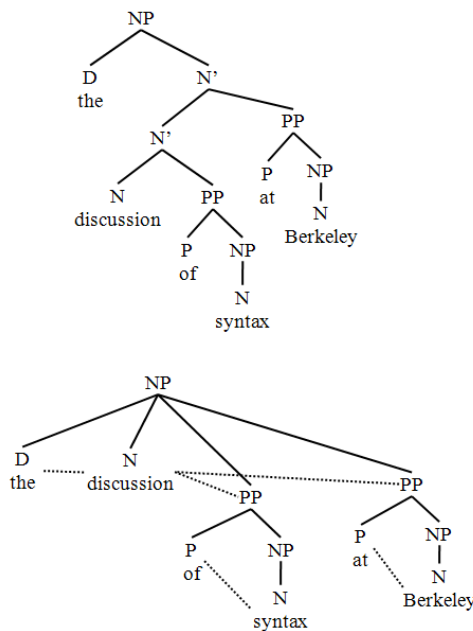 NP
D N’
the
N’ PP
P NP
at
N PP N
discussion Berkeley
P NP
of
N
syntax
NP
D N
the discussion
PP PP
P NP P NP
of at
N N
syntax Berkeley